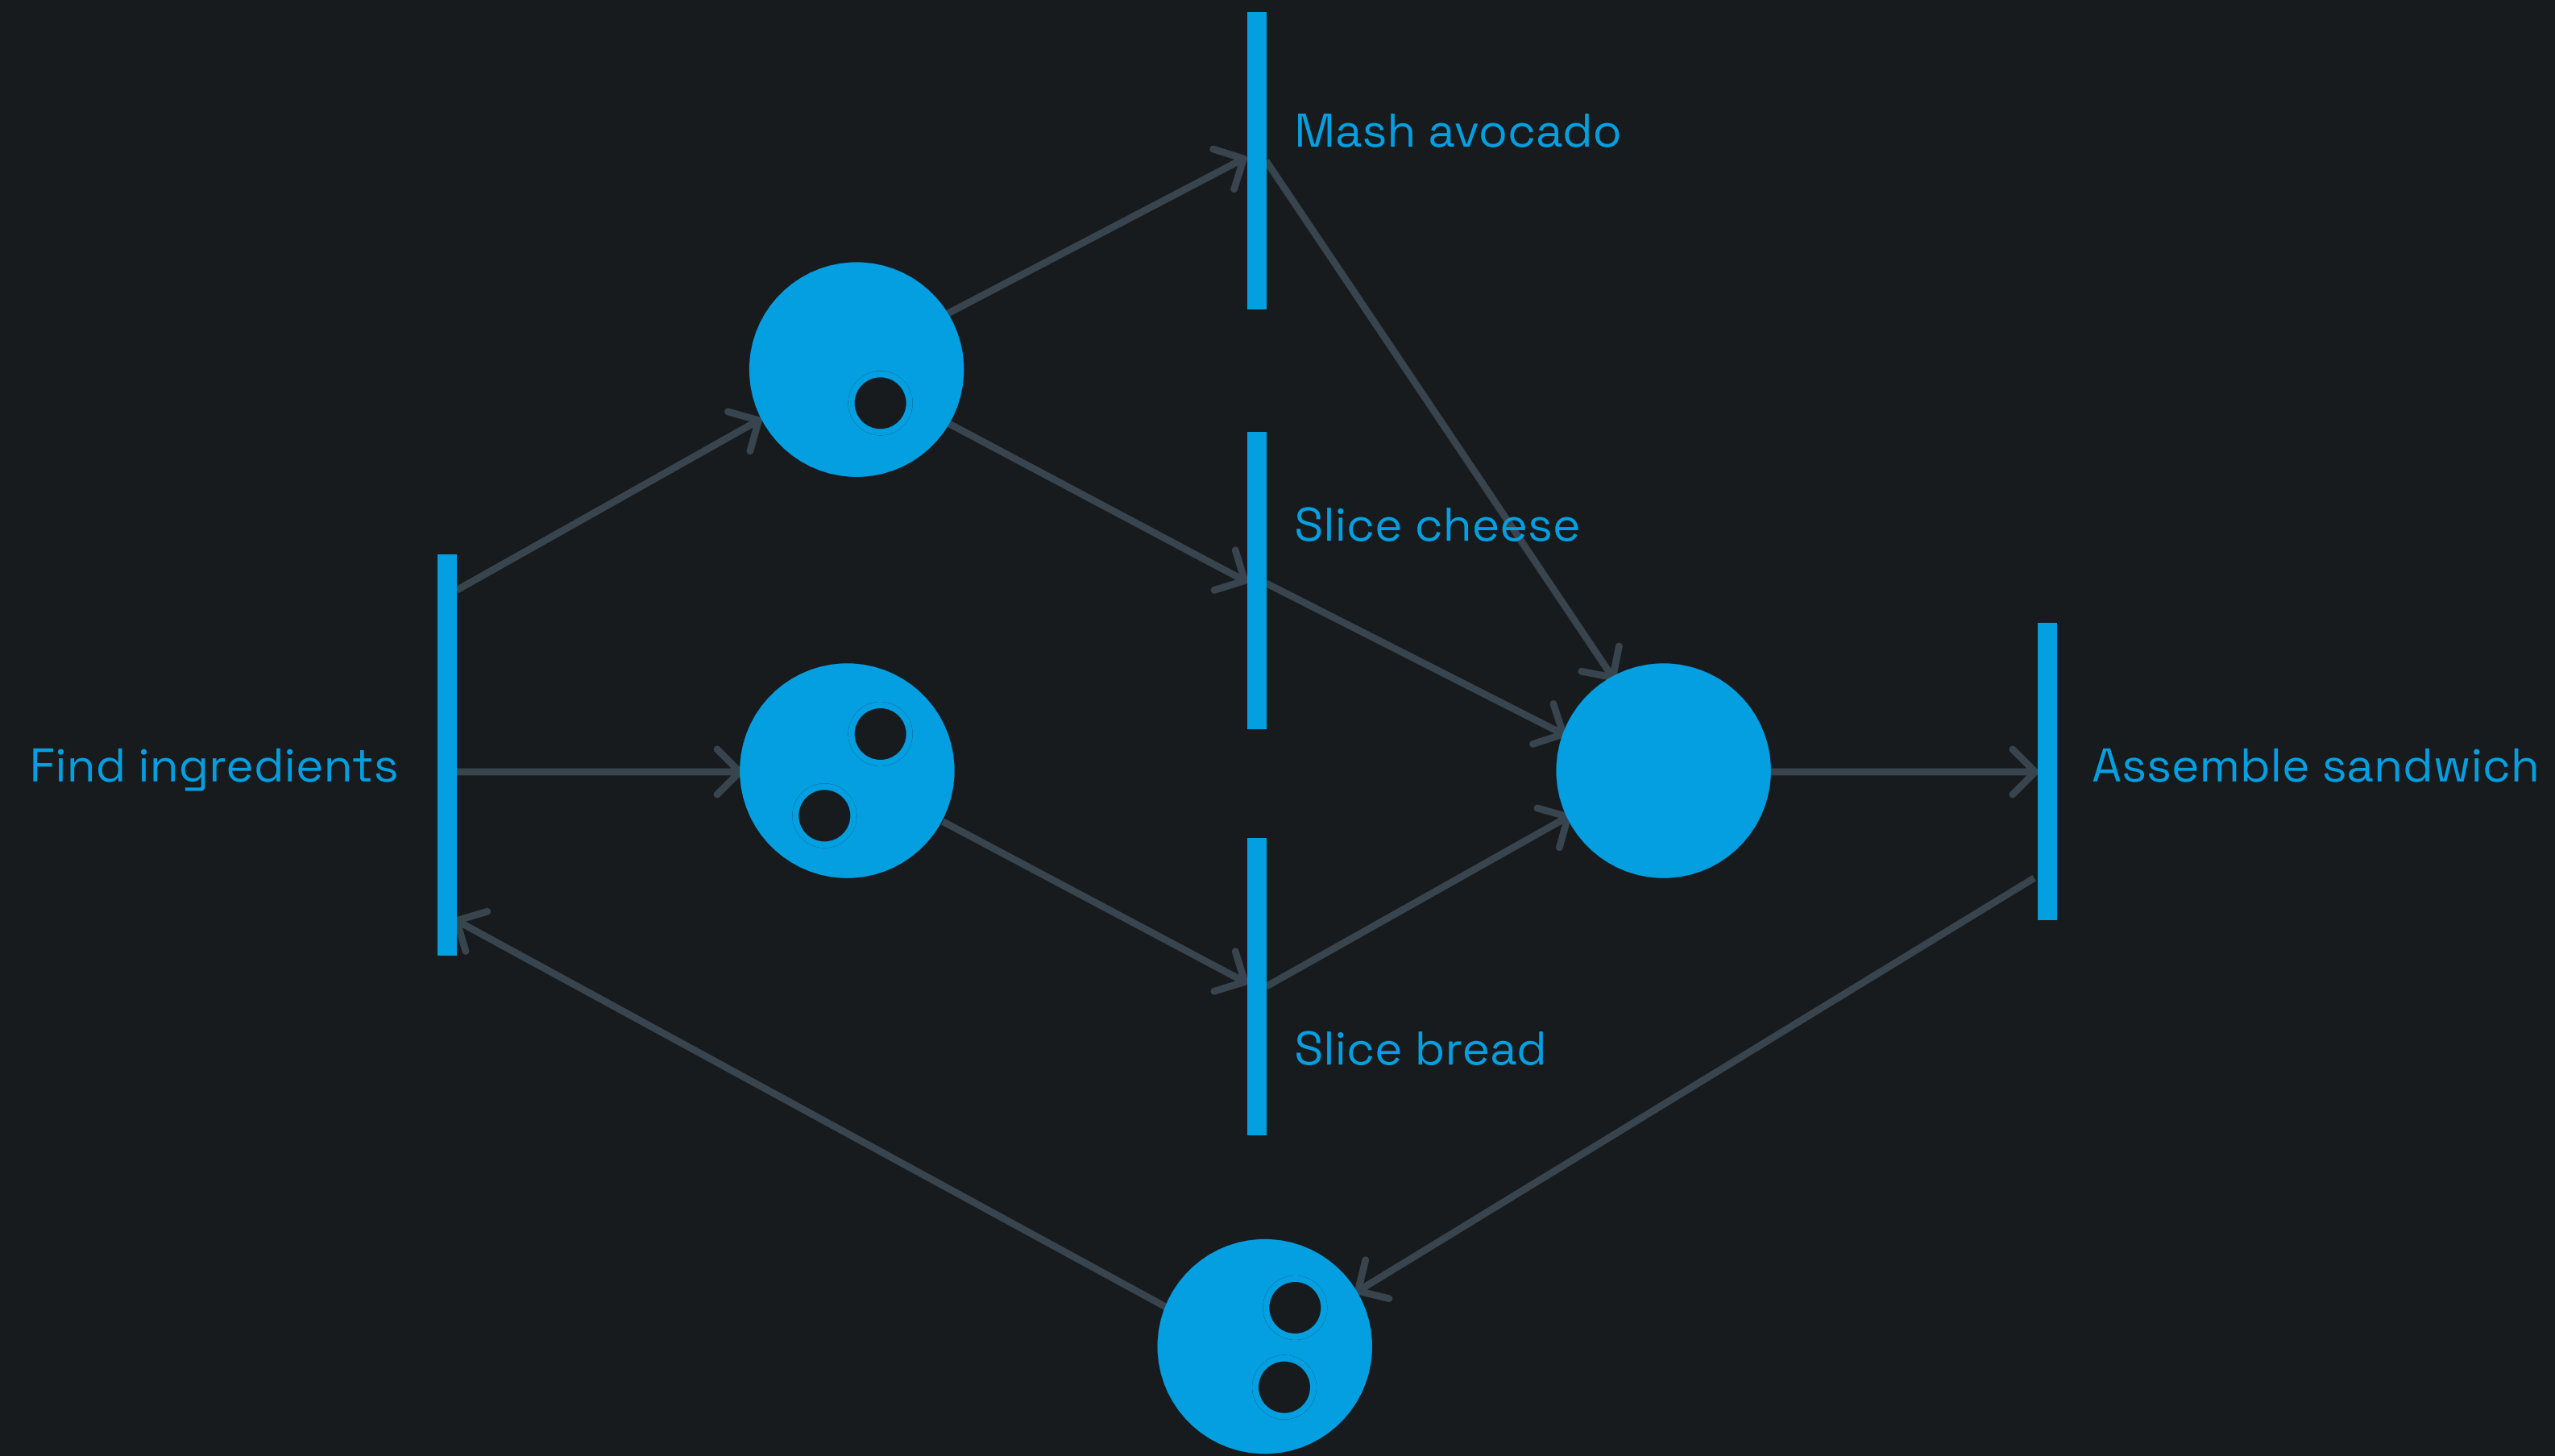 Mash avocado
Slice cheese
Find ingredients
Assemble sandwich
Slice bread